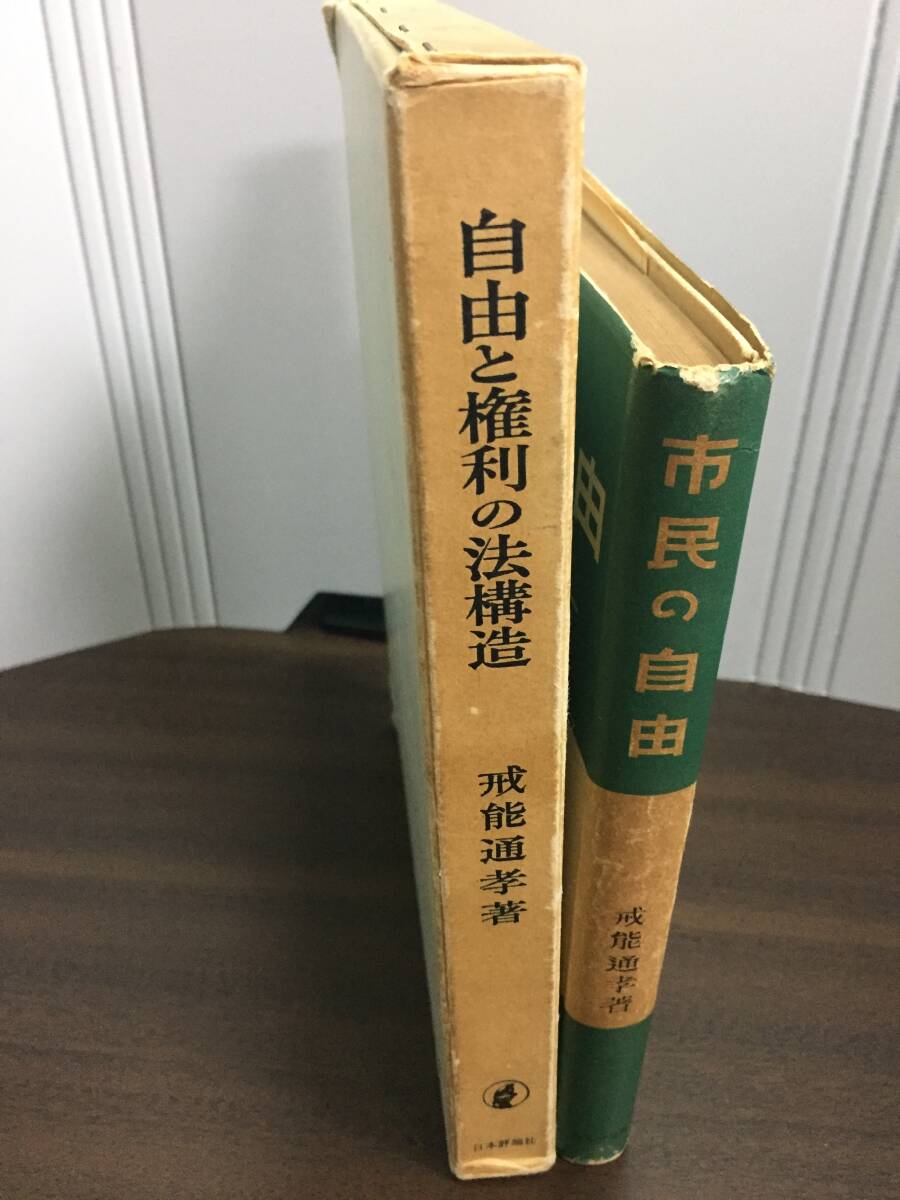 自由と権利の法構造
戒能通孝著
日本評論社
市民の自由
戒能通孝著
由